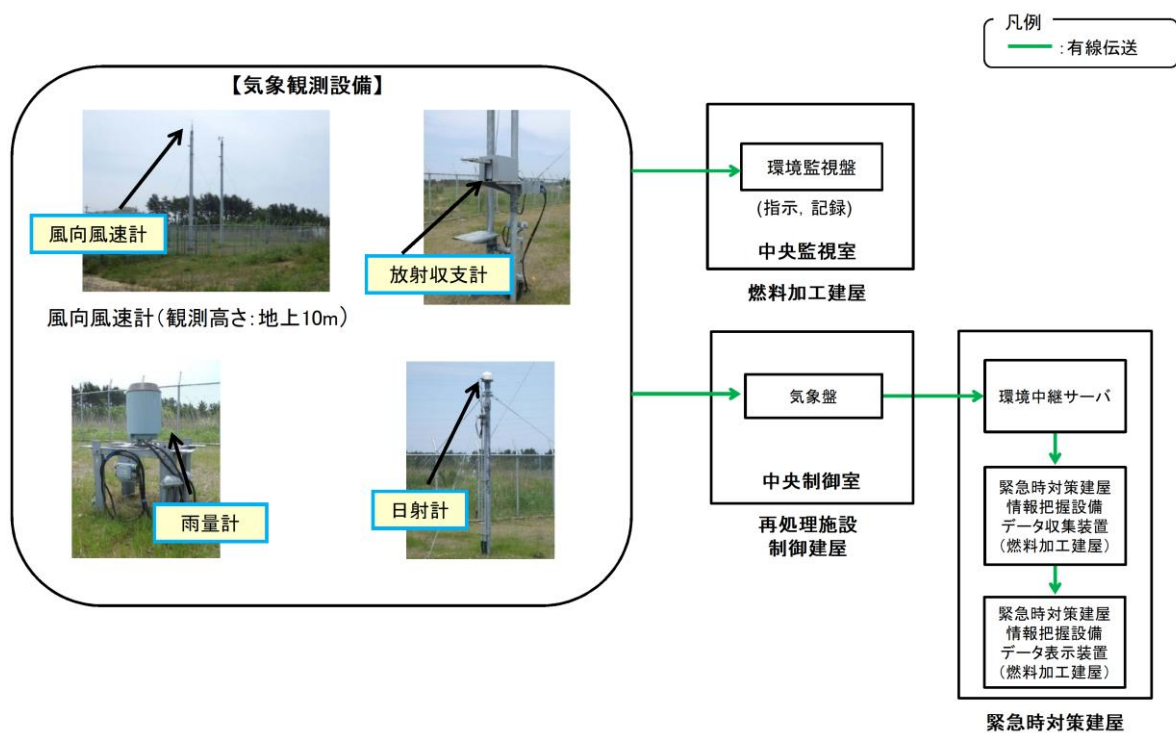 凡例
:有線伝送
【気象観測設備】
風向風速計
放射収支計
風向風速計(観測高さ:地上10m)
雨量計
日射計
環境監視盤
(指示, 記録)
中央監視室
燃料加工建屋
気象盤
中央制御室
再処理施設
制御建屋
環境中継サーバ
緊急時対策建屋
情報把握設備
データ収集装置
(燃料加工建屋)
緊急時対策建屋
情報把握設備
データ表示装置
(燃料加工建屋)
緊急時対策建屋